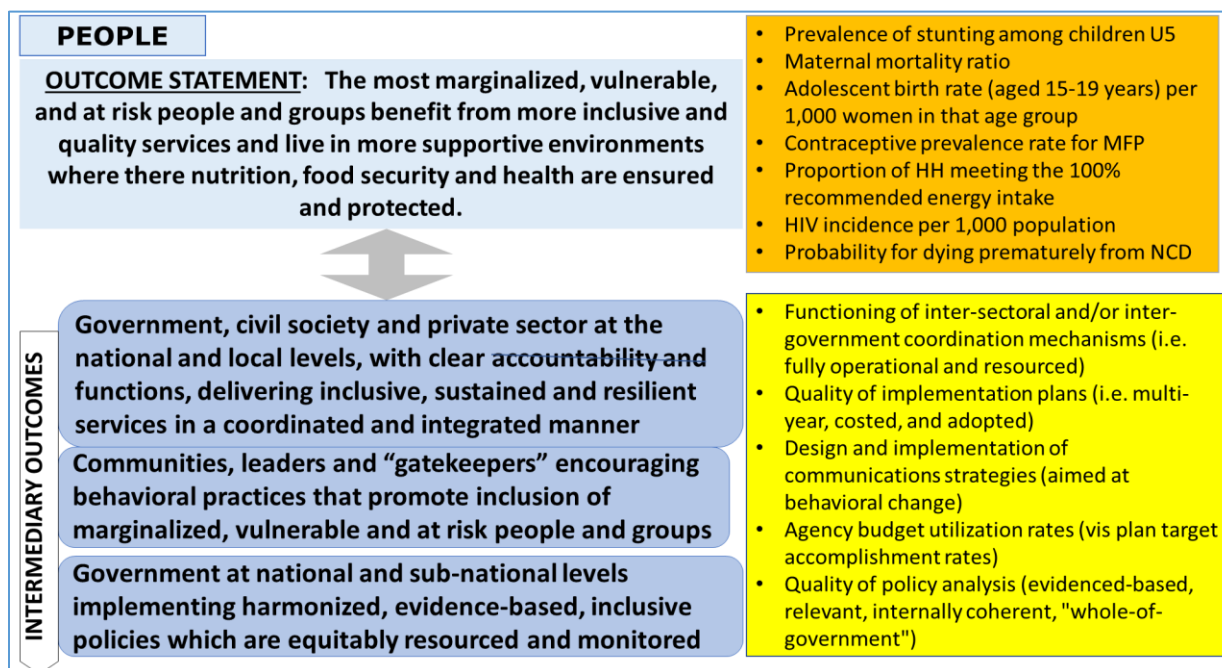 PEOPLE
OUTCOME STATEMENT: The most marginalized, vulnerable,
and at risk people and groups benefit from more inclusive and
quality services and live in more supportive environments
where there nutrition, food security and health are ensured
and protected.
• Prevalence of stunting among children U5
• Maternal mortality ratio
• Adolescent birth rate (aged 15-19 years) per
1,000 women in that age group
• Contraceptive prevalence rate for MFP
• Proportion of HH meeting the 100%
recommended energy intake
• HIV incidence per 1,000 population
• Probability for dying prematurely from NCD
INTERMEDIARY OUTCOMES
Government, civil society and private sector at the
national and local levels, with clear accountability and
functions, delivering inclusive, sustained and resilient
services in a coordinated and integrated manner
Communities, leaders and “gatekeepers” encouraging
behavioral practices that promote inclusion of
marginalized, vulnerable and at risk people and groups
Government at national and sub-national levels
implementing harmonized, evidence-based, inclusive
policies which are equitably resourced and monitored
• Functioning of inter-sectoral and/or inter-
government coordination mechanisms (i.e.
fully operational and resourced)
• Quality of implementation plans (i.e. multi-
year, costed, and adopted)
• Design and implementation of
communications strategies (aimed at
behavioral change)
• Agency budget utilization rates (vis plan target
accomplishment rates)
• Quality of policy analysis (evidenced-based,
relevant, internally coherent, "whole-of-
government")